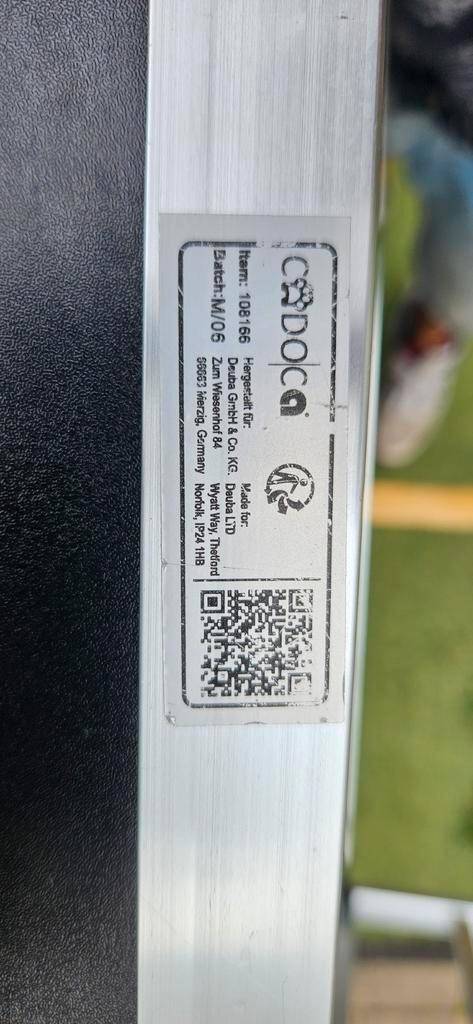 CADOCA
Item: 108166
Batch: M/06
Hergestellt für:
Deuba GmbH & Co. KG.
Zum Wiesenhof 84
66663 Merzig, Germany
Made for:
Deuba LTD
Wyatt Way, Thetford
Norfolk, IP24 1HB